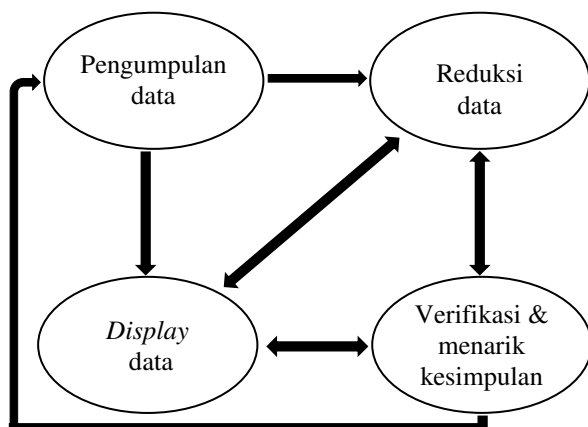 Pengumpulan
data
Reduksi
data
Display
data
Verifikasi &
menarik
kesimpulan